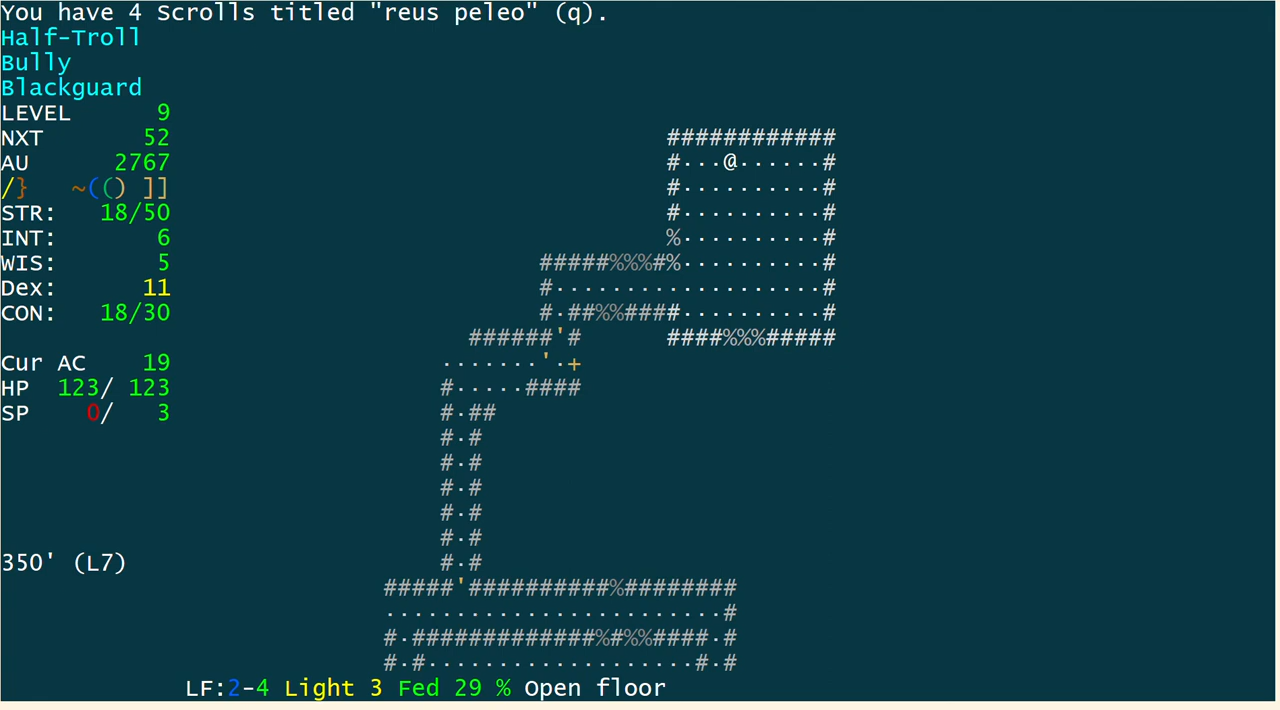 You have 4 Scrolls titled "reus peleo" (q).
Half-Troll
Bully
Blackguard
LEVEL 9
NXT 52
AU 2767
/} ~(() ]]
STR: 18/50
INT: 6
WIS: 5
Dex: 11
CON: 18/30
Cur AC 19
HP 123/ 123
SP 0/ 3
350' (L7)
############
#...@......#
#..........#
#..........#
%..........#
#####%%%#%..........#
#...................#
#.##%%####..........#
######'# ####%%%#####
.......'.+
#.....####
#.##
#.#
#.#
#.#
#.#
#.#
#.#
#####'##########%########
........................#
#.#############%#%%####.#
#.#...................#.#
LF:2-4 Light 3 Fed 29 % Open floor